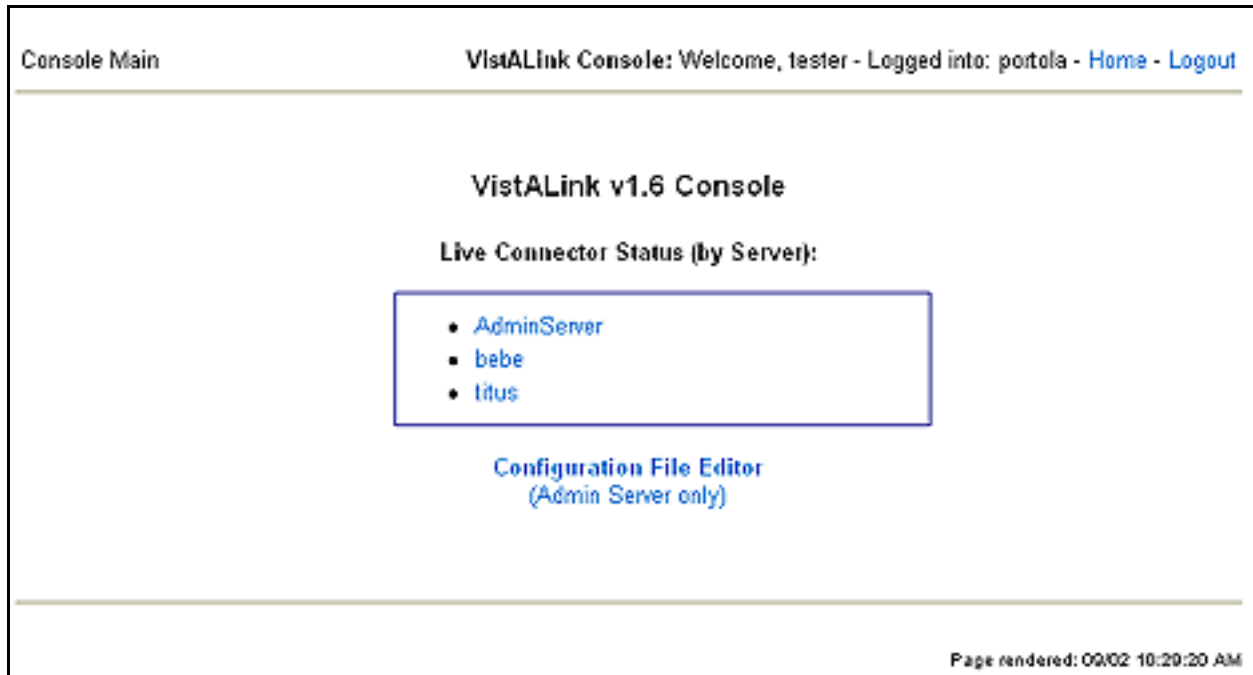 Console Main
VistALink Console: Welcome, tester - Logged into: portola - Home - Logout
VistALink v1.6 Console
Live Connector Status (by Server):
• AdminServer
• bebe
• titus
Configuration File Editor
(Admin Server only)
Page rendered: 09/02 10:29:20 AM